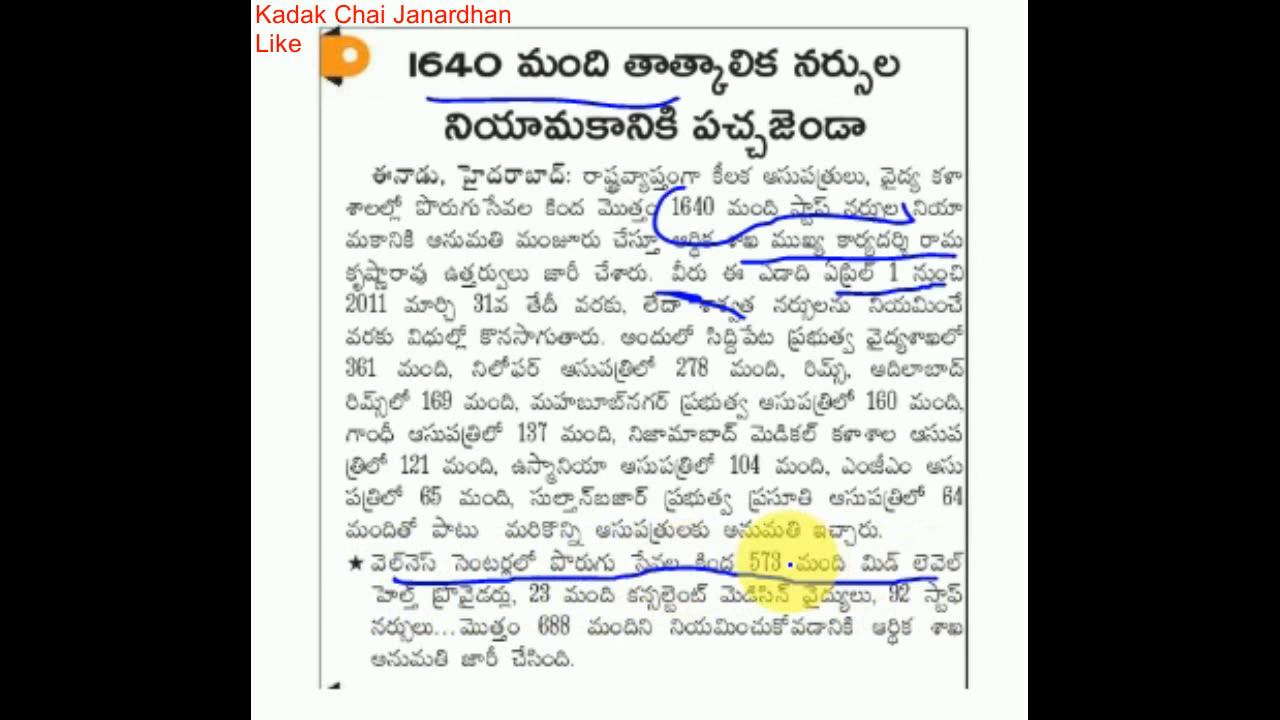 Kadak Chai Janardhan
Like
1640 మంది తాత్కాలిక నర్సుల
నియామకానికి పచ్చజెండా
ఈనాడు, హైదరాబాద్: రాష్ట్రవ్యాప్తంగా కీలక ఆసుపత్రులు, వైద్య కళా
శాలల్లో పొరుగుసేవల కింద మొత్తం 1640 మంది స్టాఫ్ నర్సుల నియా
మకానికి అనుమతి మంజూరు చేస్తూ ఆర్థిక శాఖ ముఖ్య కార్యదర్శి రామ
కృష్ణారావు ఉత్తర్వులు జారీ చేశారు. వీరు ఈ ఏడాది ఏప్రిల్ 1 నుంచి
2011 మార్చి 31వ తేదీ వరకు, లేదా శాశ్వత నర్సులను నియమించే
వరకు విధుల్లో కొనసాగుతారు. అందులో సిద్దిపేట ప్రభుత్వ వైద్యశాఖలో
361 మంది, నిలోఫర్ ఆసుపత్రిలో 278 మంది, రిమ్స్, ఆదిలాబాద్
రిమ్స్‌లో 169 మంది, మహబూబ్‌నగర్ ప్రభుత్వ ఆసుపత్రిలో 160 మంది,
గాంధీ ఆసుపత్రిలో 137 మంది, నిజామాబాద్ మెడికల్ కళాశాల ఆసుప
త్రిలో 121 మంది, ఉస్మానియా ఆసుపత్రిలో 104 మంది, ఎంజీఎం ఆసు
పత్రిలో 65 మంది, సుల్తాన్‌బజార్ ప్రభుత్వ ప్రసూతి ఆసుపత్రిలో 64
మందితో పాటు మరికొన్ని ఆసుపత్రులకు అనుమతి ఇచ్చారు.
★ వెల్‌నెస్ సెంటర్లలో పొరుగు సేవల కింద 573 మంది మిడ్ లెవెల్
హెల్త్ ప్రొవైడర్లు, 23 మంది కన్సల్టెంట్ మెడిసిన్ వైద్యులు, 92 స్టాఫ్
నర్సులు...మొత్తం 688 మందిని నియమించుకోవడానికి ఆర్థిక శాఖ
అనుమతి జారీ చేసింది.